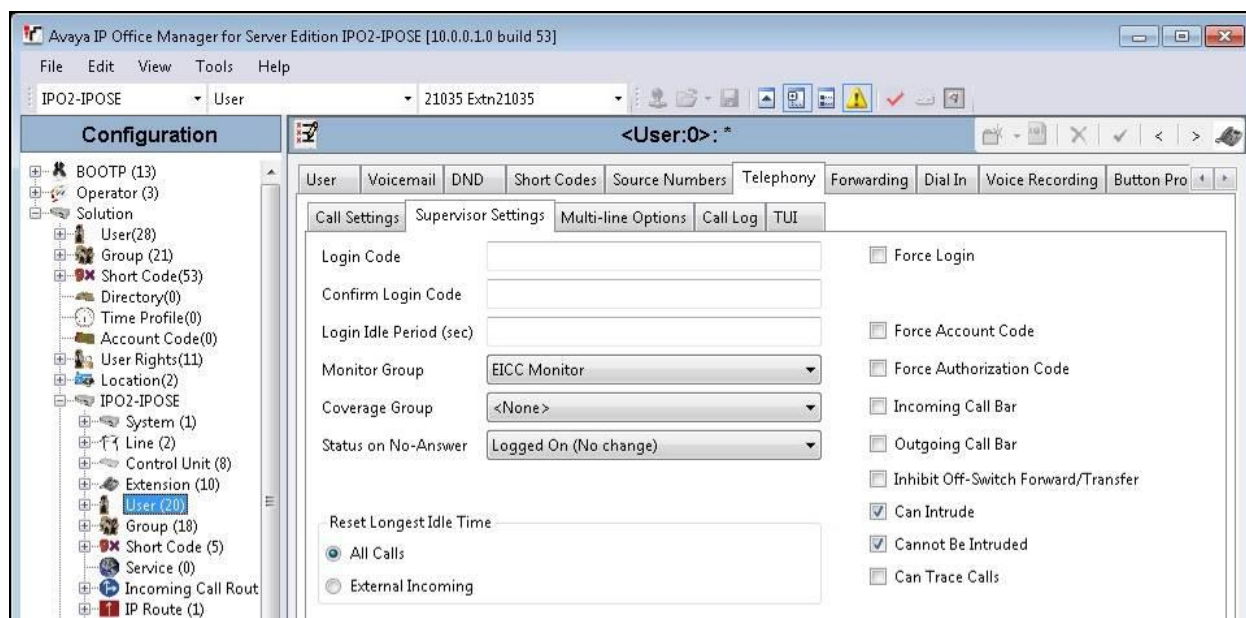 Avaya IP Office Manager for Server Edition IPO2-IPOSE [10.0.0.1.0 build 53]
File Edit View Tools Help
IPO2-IPOSE User 21035 Extn21035
Configuration
BOOTP (13)
Operator (3)
Solution
User(28)
Group (21)
Short Code(53)
Directory(0)
Time Profile(0)
Account Code(0)
User Rights(11)
Location(2)
IPO2-IPOSE
System (1)
Line (2)
Control Unit (8)
Extension (10)
User (20)
Group (18)
Short Code (5)
Service (0)
Incoming Call Rout
IP Route (1)
<User:0>: *
User Voicemail DND Short Codes Source Numbers Telephony Forwarding Dial In Voice Recording Button Pro
Call Settings Supervisor Settings Multi-line Options Call Log TUI
Login Code
Confirm Login Code
Login Idle Period (sec)
Monitor Group EICC Monitor
Coverage Group <None>
Status on No-Answer Logged On (No change)
Reset Longest Idle Time
All Calls
External Incoming
Force Login
Force Account Code
Force Authorization Code
Incoming Call Bar
Outgoing Call Bar
Inhibit Off-Switch Forward/Transfer
Can Intrude
Cannot Be Intruded
Can Trace Calls